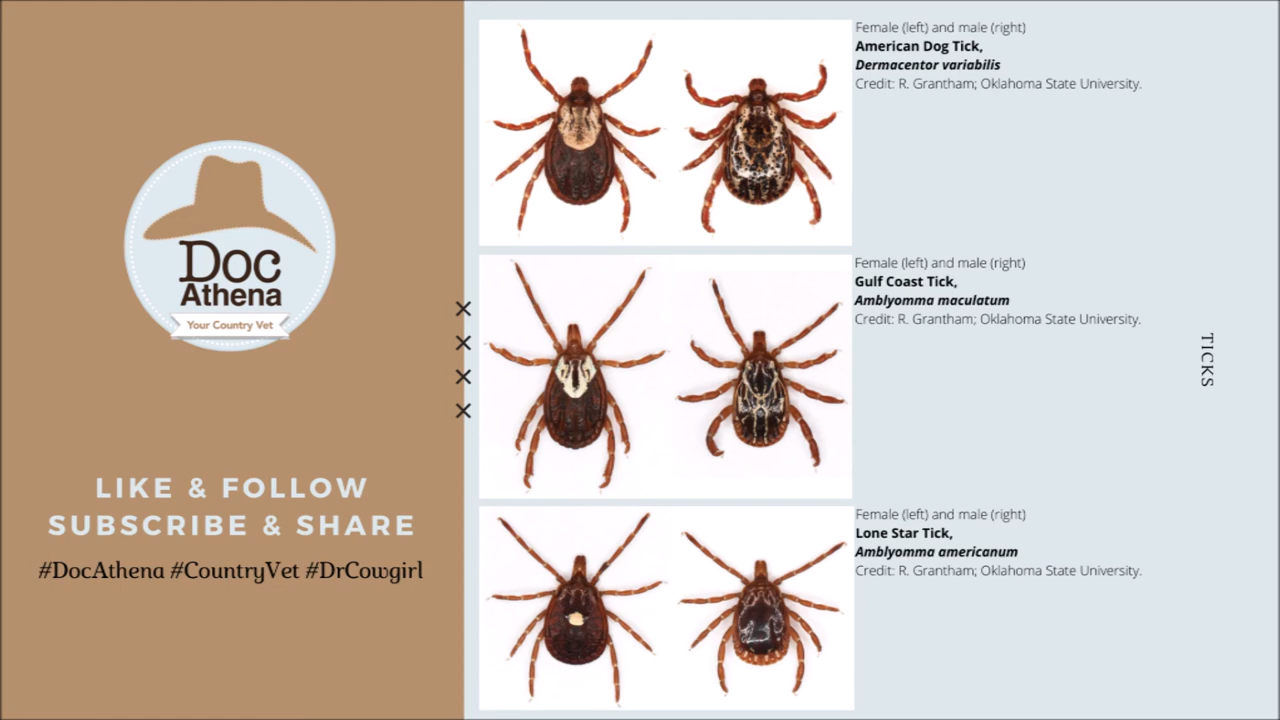 Doc
Athena
Your Country Vet
LIKE & FOLLOW
SUBSCRIBE & SHARE
#DocAthena #CountryVet #DrCowgirl
Female (left) and male (right)
American Dog Tick,
Dermacentor variabilis
Credit: R. Grantham; Oklahoma State University.
Female (left) and male (right)
Gulf Coast Tick,
Amblyomma maculatum
Credit: R. Grantham; Oklahoma State University.
Female (left) and male (right)
Lone Star Tick,
Amblyomma americanum
Credit: R. Grantham; Oklahoma State University.
TICKS